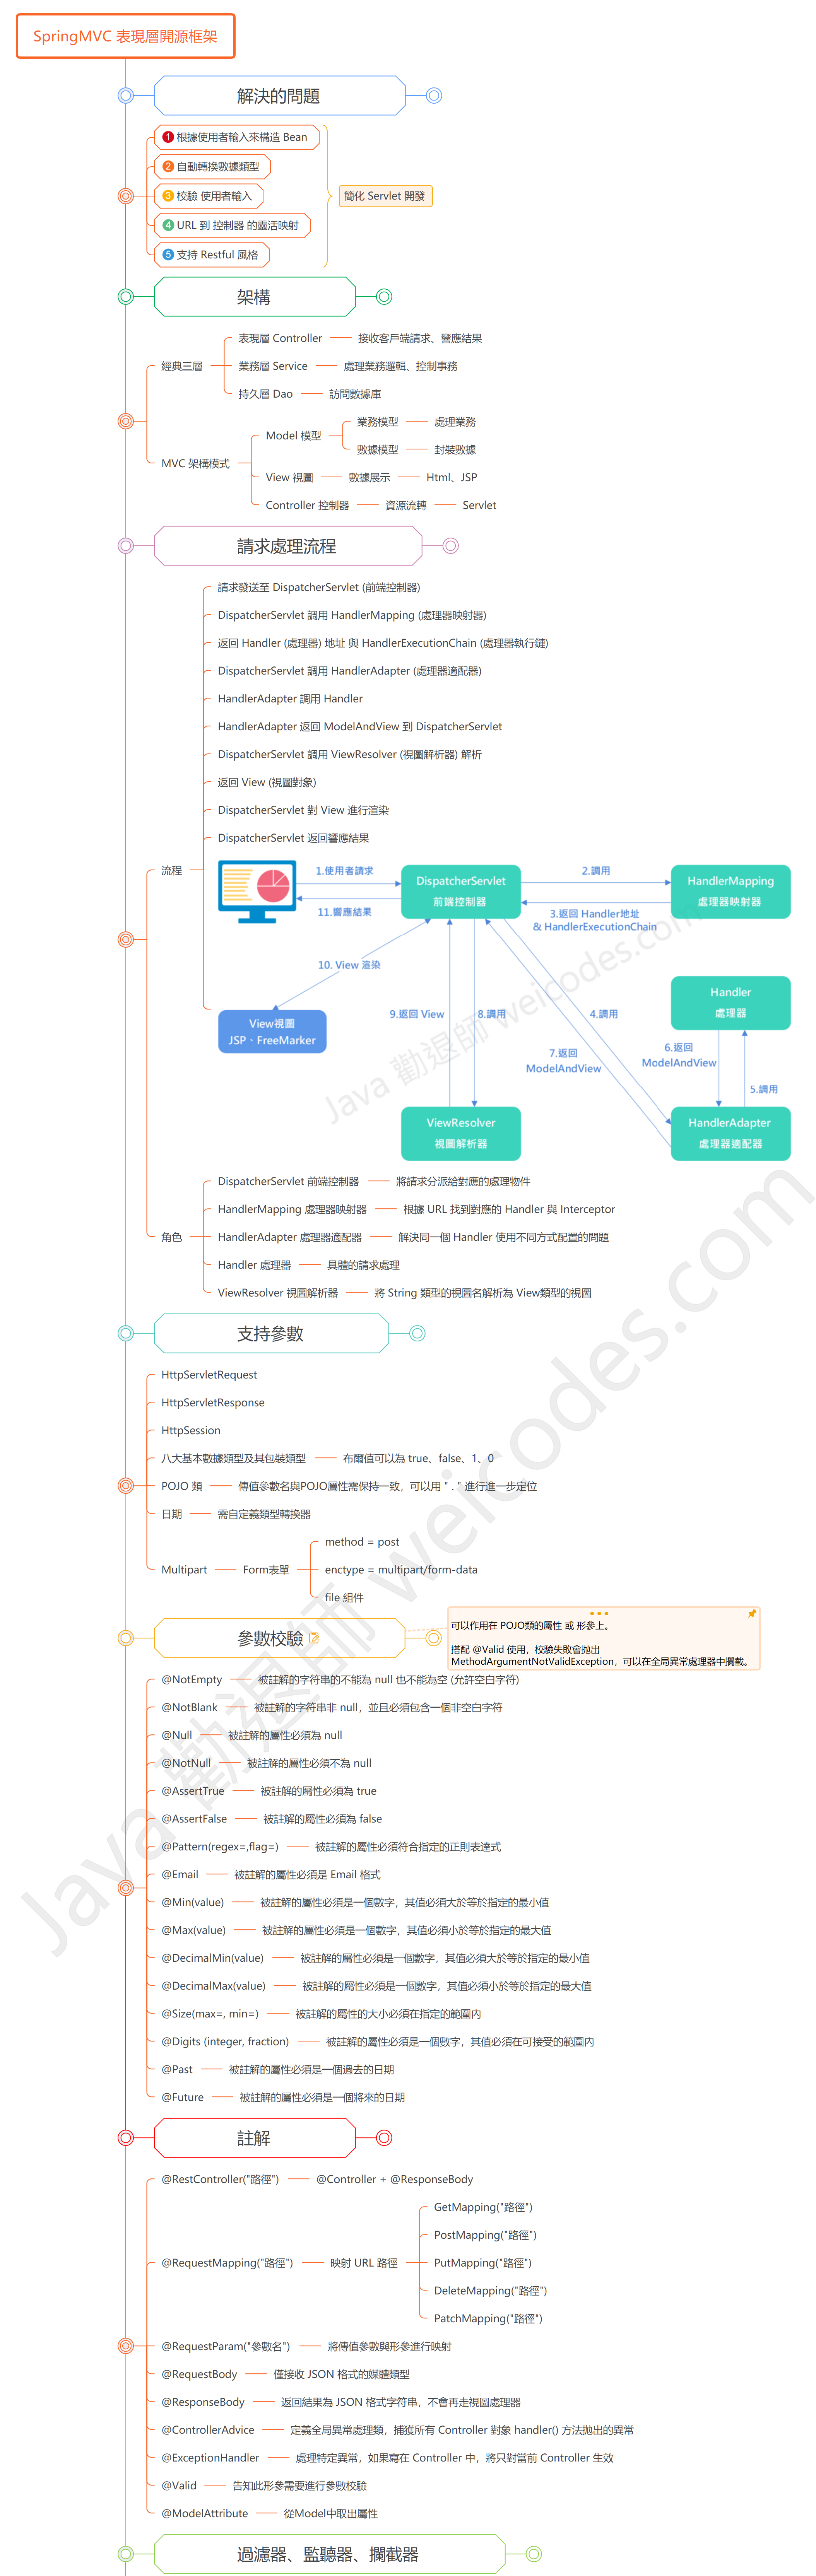 SpringMVC 表現層開源框架
解決的問題
1 根據使用者輸入來構造 Bean
2 自動轉換數據類型
3 校驗 使用者輸入
4 URL 到 控制器 的靈活映射
5 支持 Restful 風格
簡化 Servlet 開發
架構
經典三層
表現層 Controller
接收客戶端請求、響應結果
業務層 Service
處理業務邏輯、控制事務
持久層 Dao
訪問數據庫
MVC 架構模式
Model 模型
業務模型
處理業務
數據模型
封裝數據
View 視圖
數據展示
Html、JSP
Controller 控制器
資源流轉
Servlet
請求處理流程
流程
請求發送至 DispatcherServlet (前端控制器)
DispatcherServlet 調用 HandlerMapping (處理器映射器)
返回 Handler (處理器) 地址 與 HandlerExecutionChain (處理器執行鏈)
DispatcherServlet 調用 HandlerAdapter (處理器適配器)
HandlerAdapter 調用 Handler
HandlerAdapter 返回 ModelAndView 到 DispatcherServlet
DispatcherServlet 調用 ViewResolver (視圖解析器) 解析
返回 View (視圖對象)
DispatcherServlet 對 View 進行渲染
DispatcherServlet 返回響應結果
1.使用者請求
DispatcherServlet
前端控制器
2.調用
HandlerMapping
處理器映射器
11.響應結果
3.返回 Handler地址
& HandlerExecutionChain
10. View 渲染
View視圖
JSP、FreeMarker
9.返回 View
8.調用
4.調用
Handler
處理器
7.返回
ModelAndView
6.返回
ModelAndView
5.調用
ViewResolver
視圖解析器
HandlerAdapter
處理器適配器
Java 勸退師 weicodes.com
角色
DispatcherServlet 前端控制器
將請求分派給對應的處理物件
HandlerMapping 處理器映射器
根據 URL 找到對應的 Handler 與 Interceptor
HandlerAdapter 處理器適配器
解決同一個 Handler 使用不同方式配置的問題
Handler 處理器
具體的請求處理
ViewResolver 視圖解析器
將 String 類型的視圖名解析為 View類型的視圖
支持參數
HttpServletRequest
HttpServletResponse
HttpSession
八大基本數據類型及其包裝類型
布爾值可以為 true、false、1、0
POJO 類
傳值參數名與POJO屬性需保持一致，可以用 " . " 進行進一步定位
日期
需自定義類型轉換器
Multipart
Form表單
method = post
enctype = multipart/form-data
file 組件
參數校驗
可以作用在 POJO類的屬性 或 形參上。
搭配 @Valid 使用，校驗失敗會拋出
MethodArgumentNotValidException，可以在全局異常處理器中攔截。
@NotEmpty
被註解的字符串的不能為 null 也不能為空 (允許空白字符)
@NotBlank
被註解的字符串非 null，並且必須包含一個非空白字符
@Null
被註解的屬性必須為 null
@NotNull
被註解的屬性必須不為 null
@AssertTrue
被註解的屬性必須為 true
@AssertFalse
被註解的屬性必須為 false
@Pattern(regex=,flag=)
被註解的屬性必須符合指定的正則表達式
@Email
被註解的屬性必須是 Email 格式
@Min(value)
被註解的屬性必須是一個數字，其值必須大於等於指定的最小值
@Max(value)
被註解的屬性必須是一個數字，其值必須小於等於指定的最大值
@DecimalMin(value)
被註解的屬性必須是一個數字，其值必須大於等於指定的最小值
@DecimalMax(value)
被註解的屬性必須是一個數字，其值必須小於等於指定的最大值
@Size(max=, min=)
被註解的屬性的大小必須在指定的範圍內
@Digits (integer, fraction)
被註解的屬性必須是一個數字，其值必須在可接受的範圍內
@Past
被註解的屬性必須是一個過去的日期
@Future
被註解的屬性必須是一個將來的日期
Java 勸退師 weicodes.com
註解
@RestController("路徑")
@Controller + @ResponseBody
@RequestMapping("路徑")
映射 URL 路徑
GetMapping("路徑")
PostMapping("路徑")
PutMapping("路徑")
DeleteMapping("路徑")
PatchMapping("路徑")
@RequestParam("參數名")
將傳值參數與形參進行映射
@RequestBody
僅接收 JSON 格式的媒體類型
@ResponseBody
返回結果為 JSON 格式字符串，不會再走視圖處理器
@ControllerAdvice
定義全局異常處理類，捕獲所有 Controller 對象 handler() 方法拋出的異常
@ExceptionHandler
處理特定異常，如果寫在 Controller 中，將只對當前 Controller 生效
@Valid
告知此形參需要進行參數校驗
@ModelAttribute
從Model中取出屬性
過濾器、監聽器、攔截器